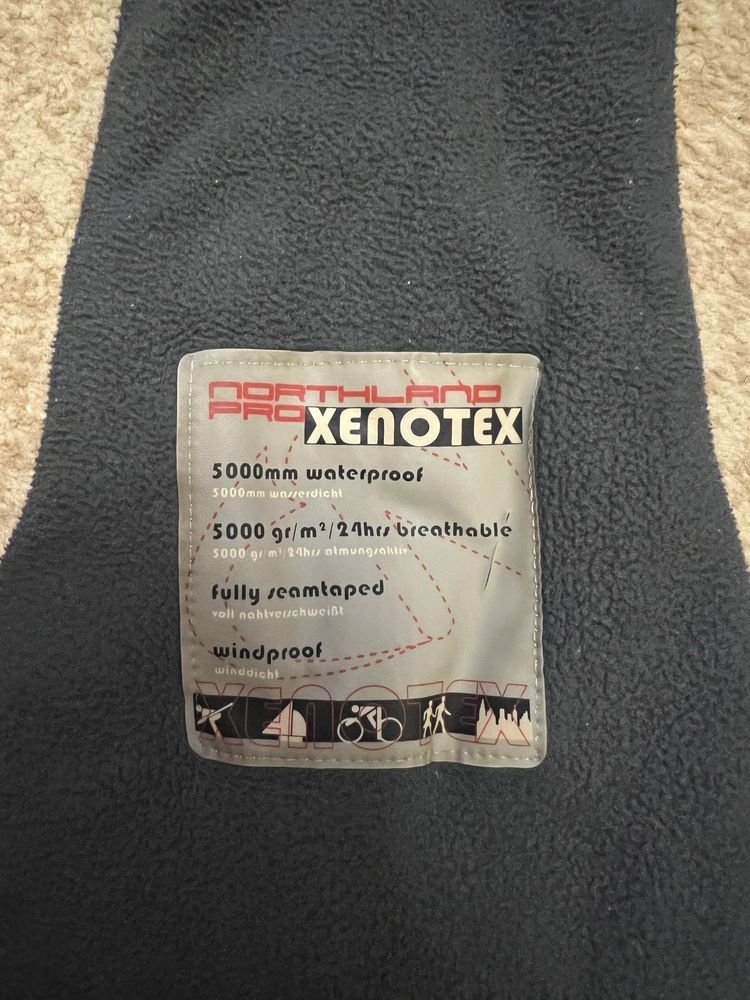 NORTHLAND
PRO XENOTEX
5000mm waterproof
5000mm wasserdicht
5000 gr/m²/24hrs breathable
5000 gr/m²/24hrs atmungsaktiv
fully seamtaped
voll nahtverschweißt
windproof
winddicht
XENOTEX